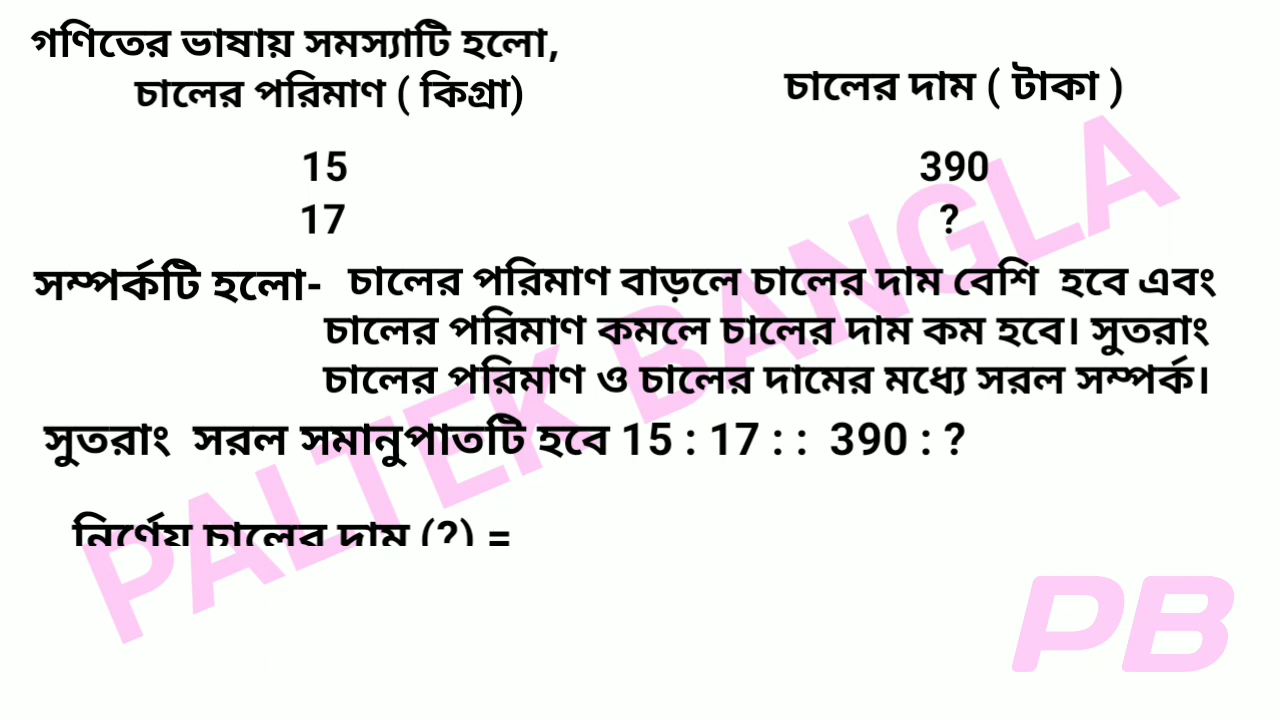 গণিতের ভাষায় সমস্যাটি হলো,
চালের পরিমাণ ( কিগ্রা) চালের দাম ( টাকা )
15 390
17 ?
সম্পর্কটি হলো- চালের পরিমাণ বাড়লে চালের দাম বেশি হবে এবং
চালের পরিমাণ কমলে চালের দাম কম হবে। সুতরাং
চালের পরিমাণ ও চালের দামের মধ্যে সরল সম্পর্ক।
সুতরাং সরল সমানুপাতটি হবে 15 : 17 : : 390 : ?
নির্ণেয় চালের দাম (?) =
PALTEK BANGLA
PB